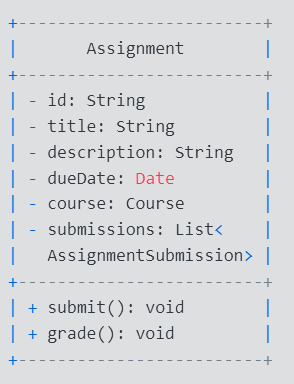 +-------------------------+
|       Assignment        |
+-------------------------+
| - id: String            |
| - title: String         |
| - description: String   |
| - dueDate: Date         |
| - course: Course        |
| - submissions: List<    |
|   AssignmentSubmission> |
+-------------------------+
| + submit(): void        |
| + grade(): void         |
+-------------------------+